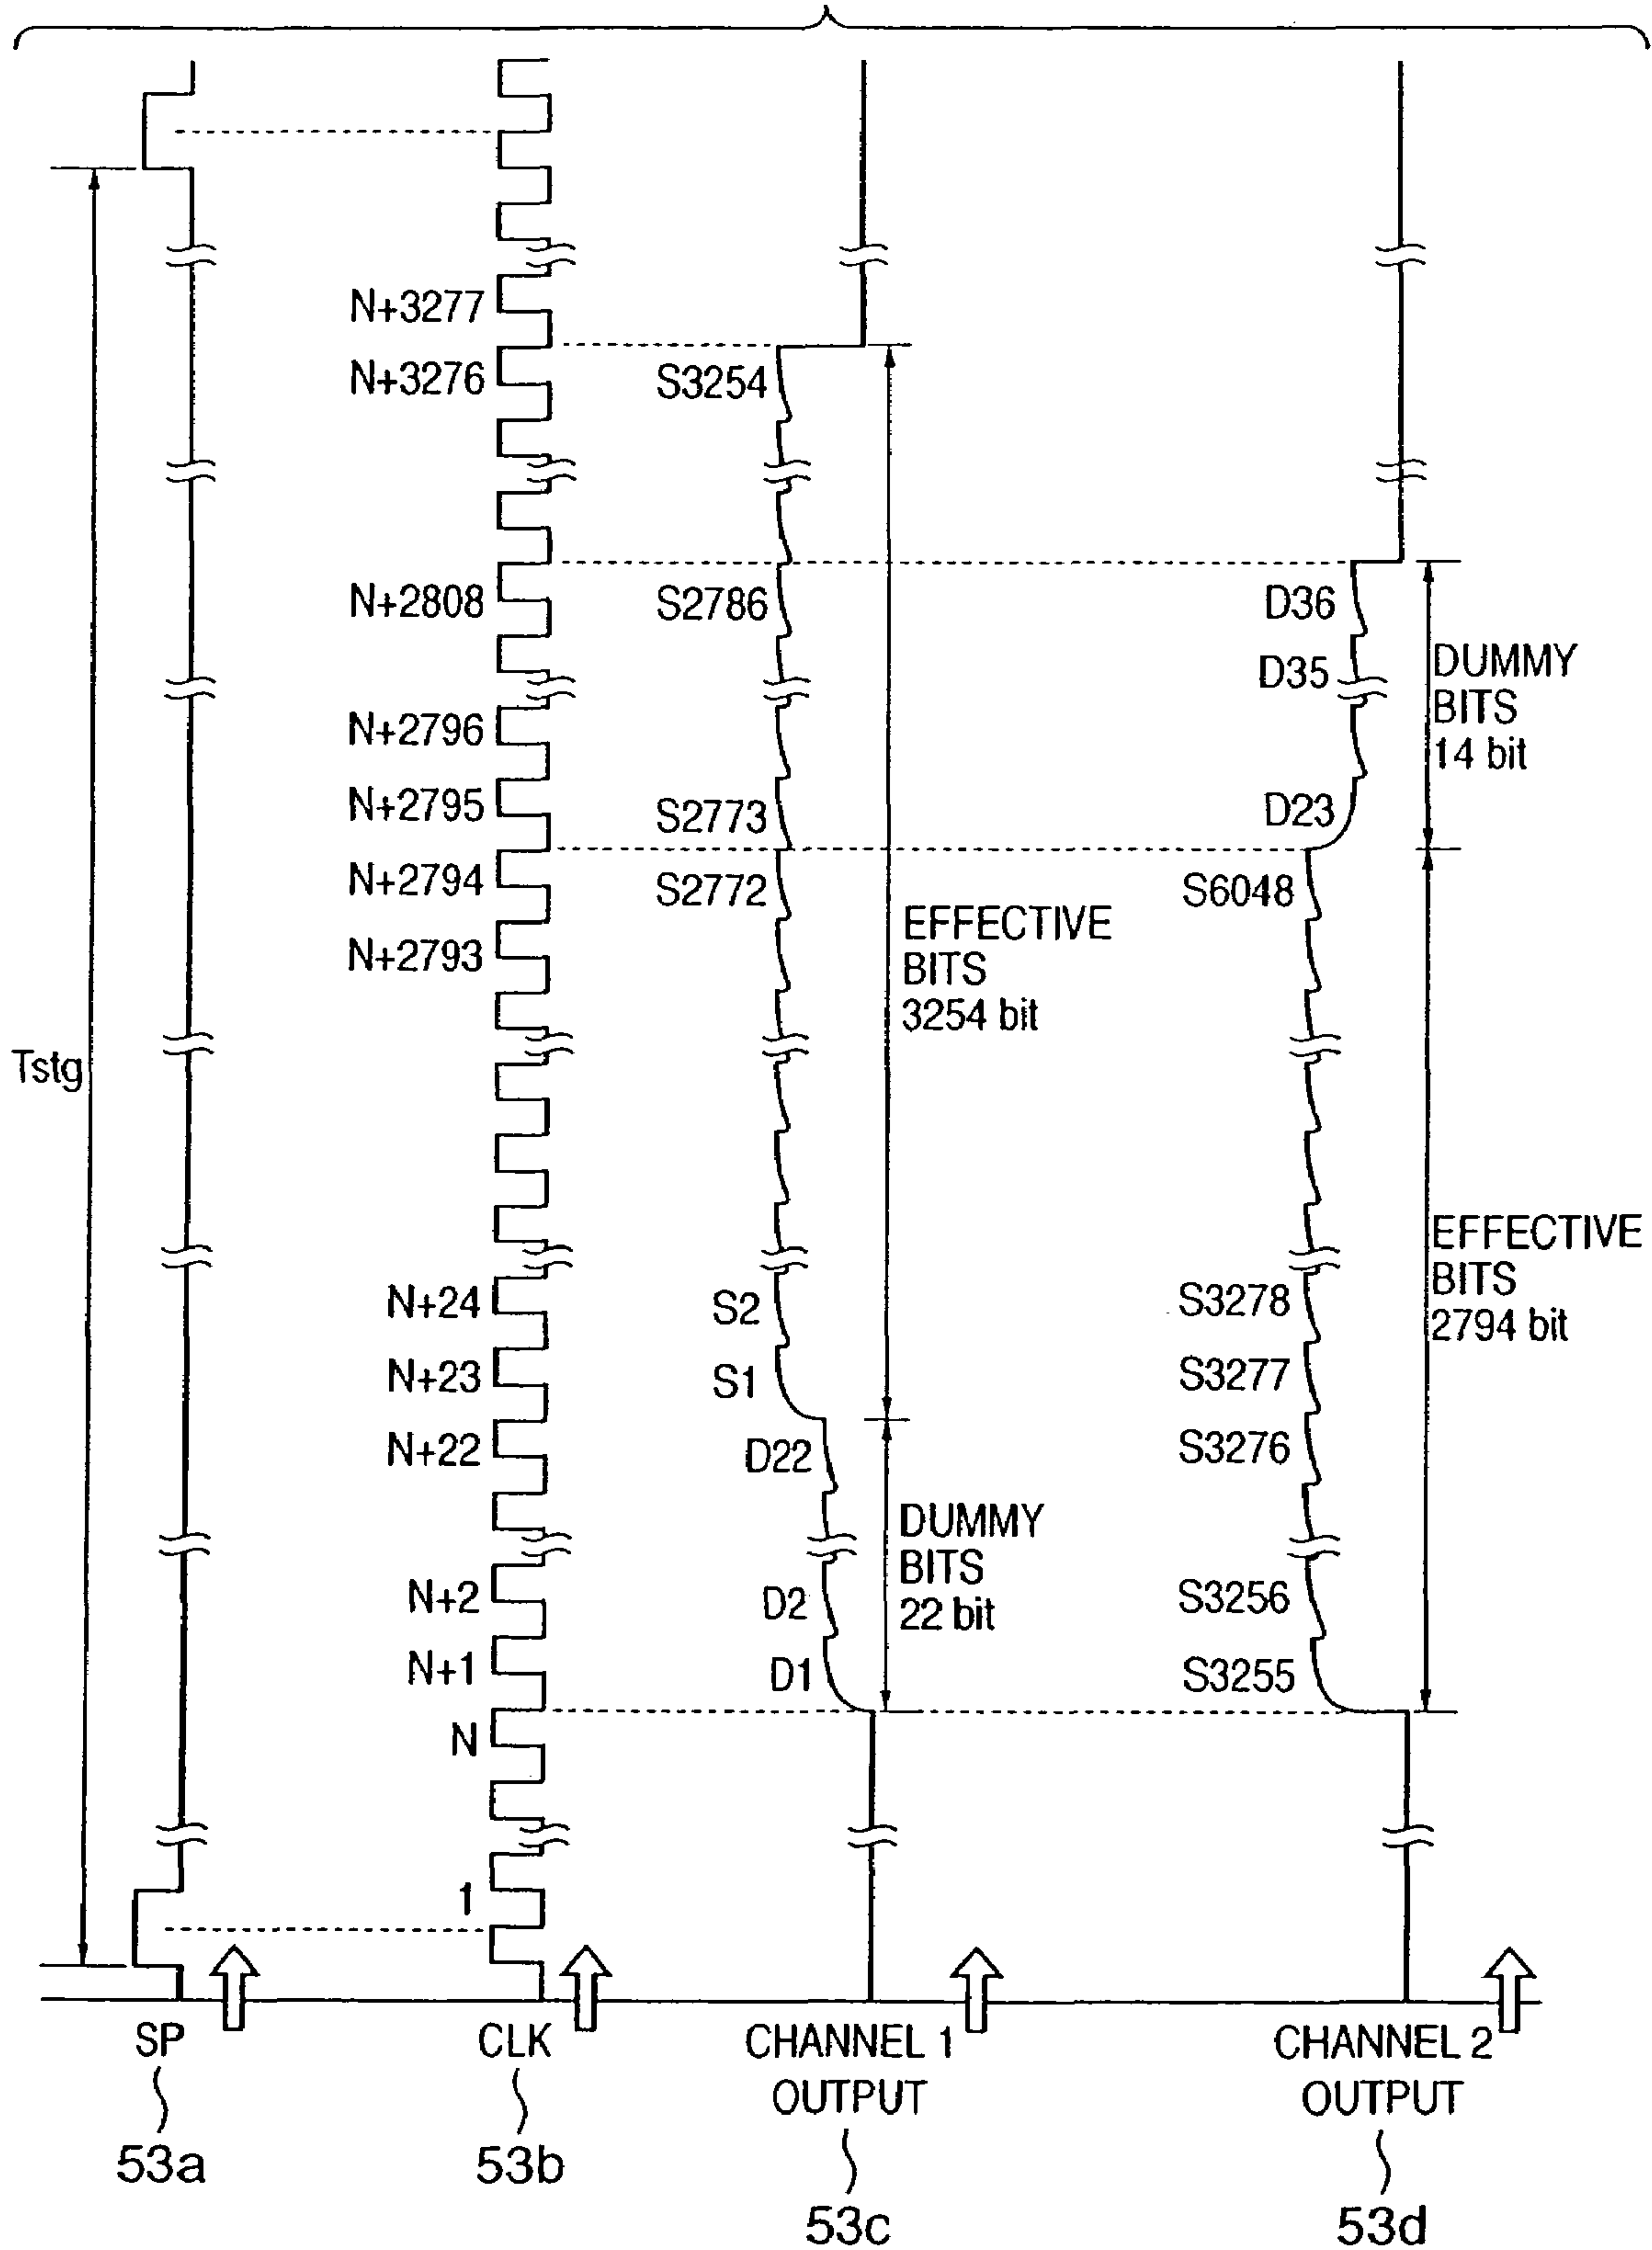 N+3277
N+3276
S3254
N+2808
S2786
D36
D35
DUMMY
BITS
14 bit
N+2796
N+2795
S2773
D23
N+2794
S2772
S6048
N+2793
EFFECTIVE
BITS
3254 bit
Tstg
EFFECTIVE
BITS
2794 bit
N+24
S2
S3278
N+23
S1
S3277
N+22
D22
S3276
DUMMY
BITS
22 bit
N+2
D2
S3256
N+1
D1
S3255
N
1
SP
CLK
CHANNEL 1
OUTPUT
CHANNEL 2
OUTPUT
53a
53b
53c
53d